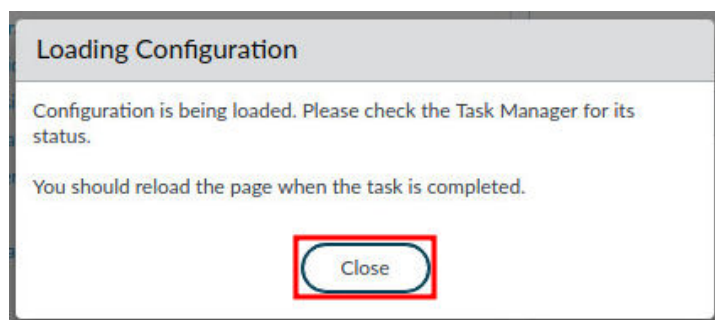 Loading Configuration
Configuration is being loaded. Please check the Task Manager for its
status.
You should reload the page when the task is completed.
Close